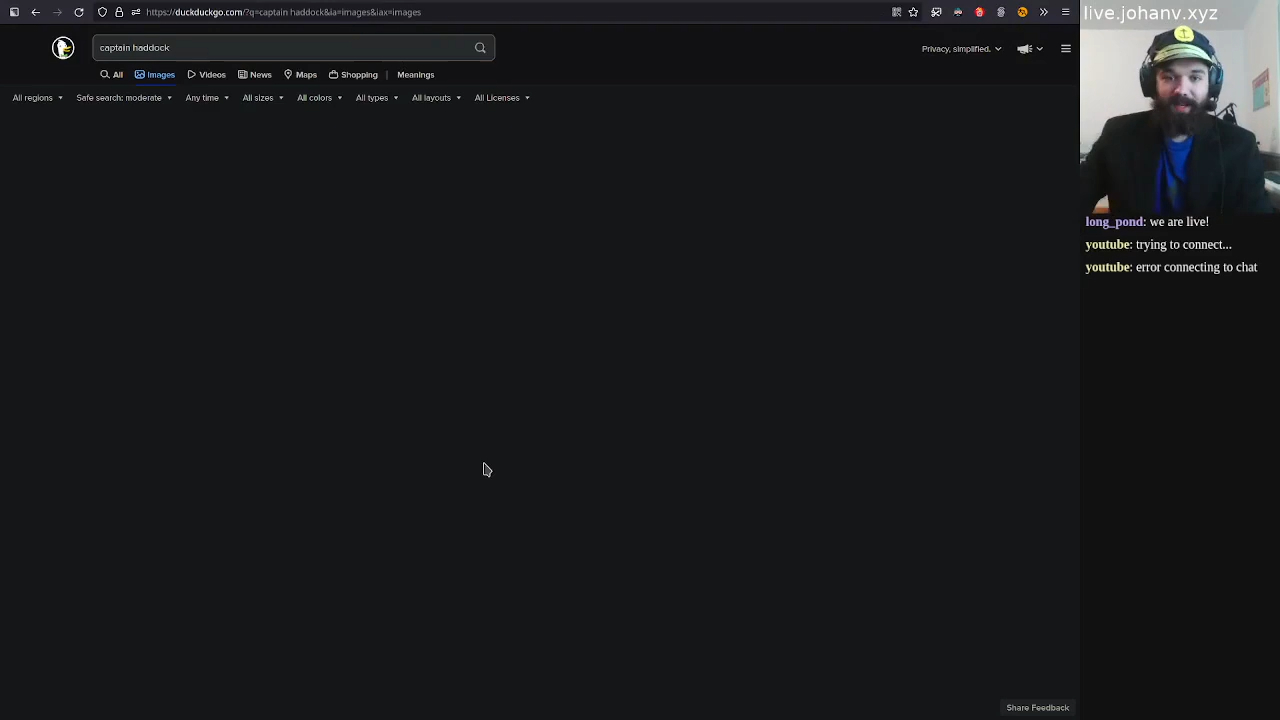 https://duckduckgo.com/?q=captain haddock&ia=images&iax=images
live.johanv.xyz
captain haddock
Privacy, simplified.
All Images Videos News Maps Shopping Meanings
All regions Safe search: moderate Any time All sizes All colors All types All layouts All Licenses
long_pond: we are live!
youtube: trying to connect...
youtube: error connecting to chat
Share Feedback